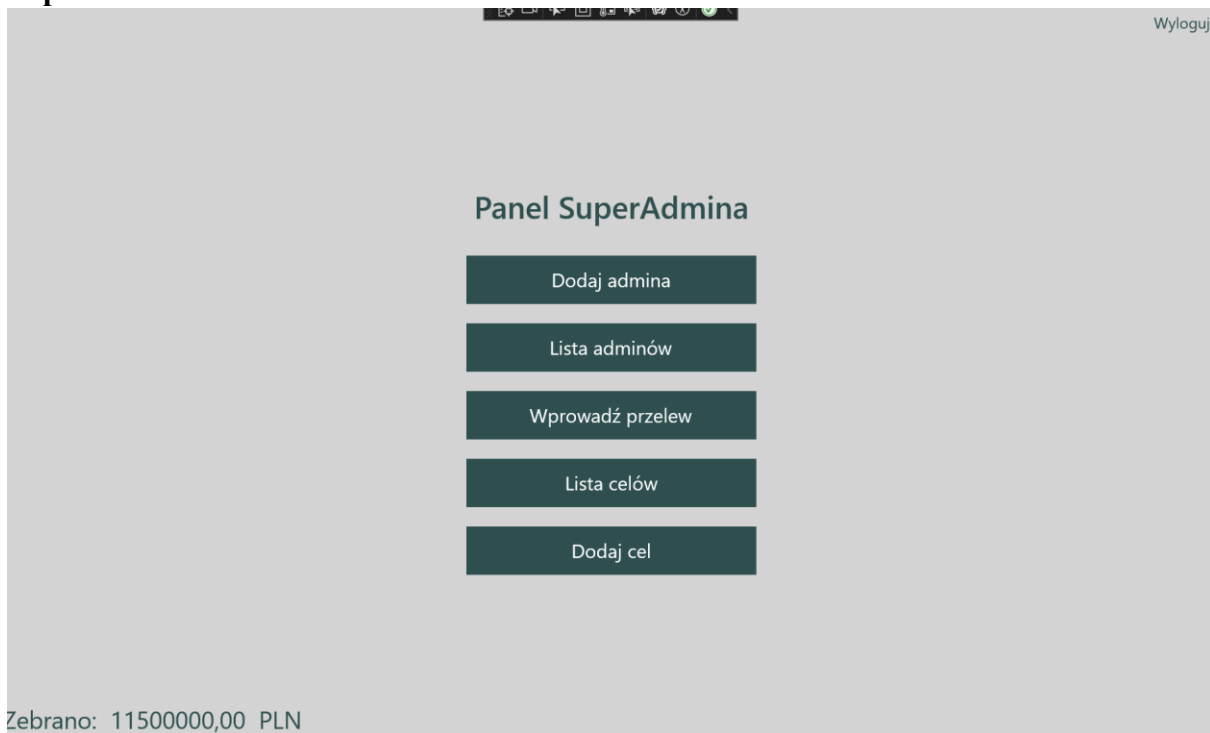 Wyloguj
Panel SuperAdmina
Dodaj admina
Lista adminów
Wprowadź przelew
Lista celów
Dodaj cel
Zebrano: 11500000,00 PLN